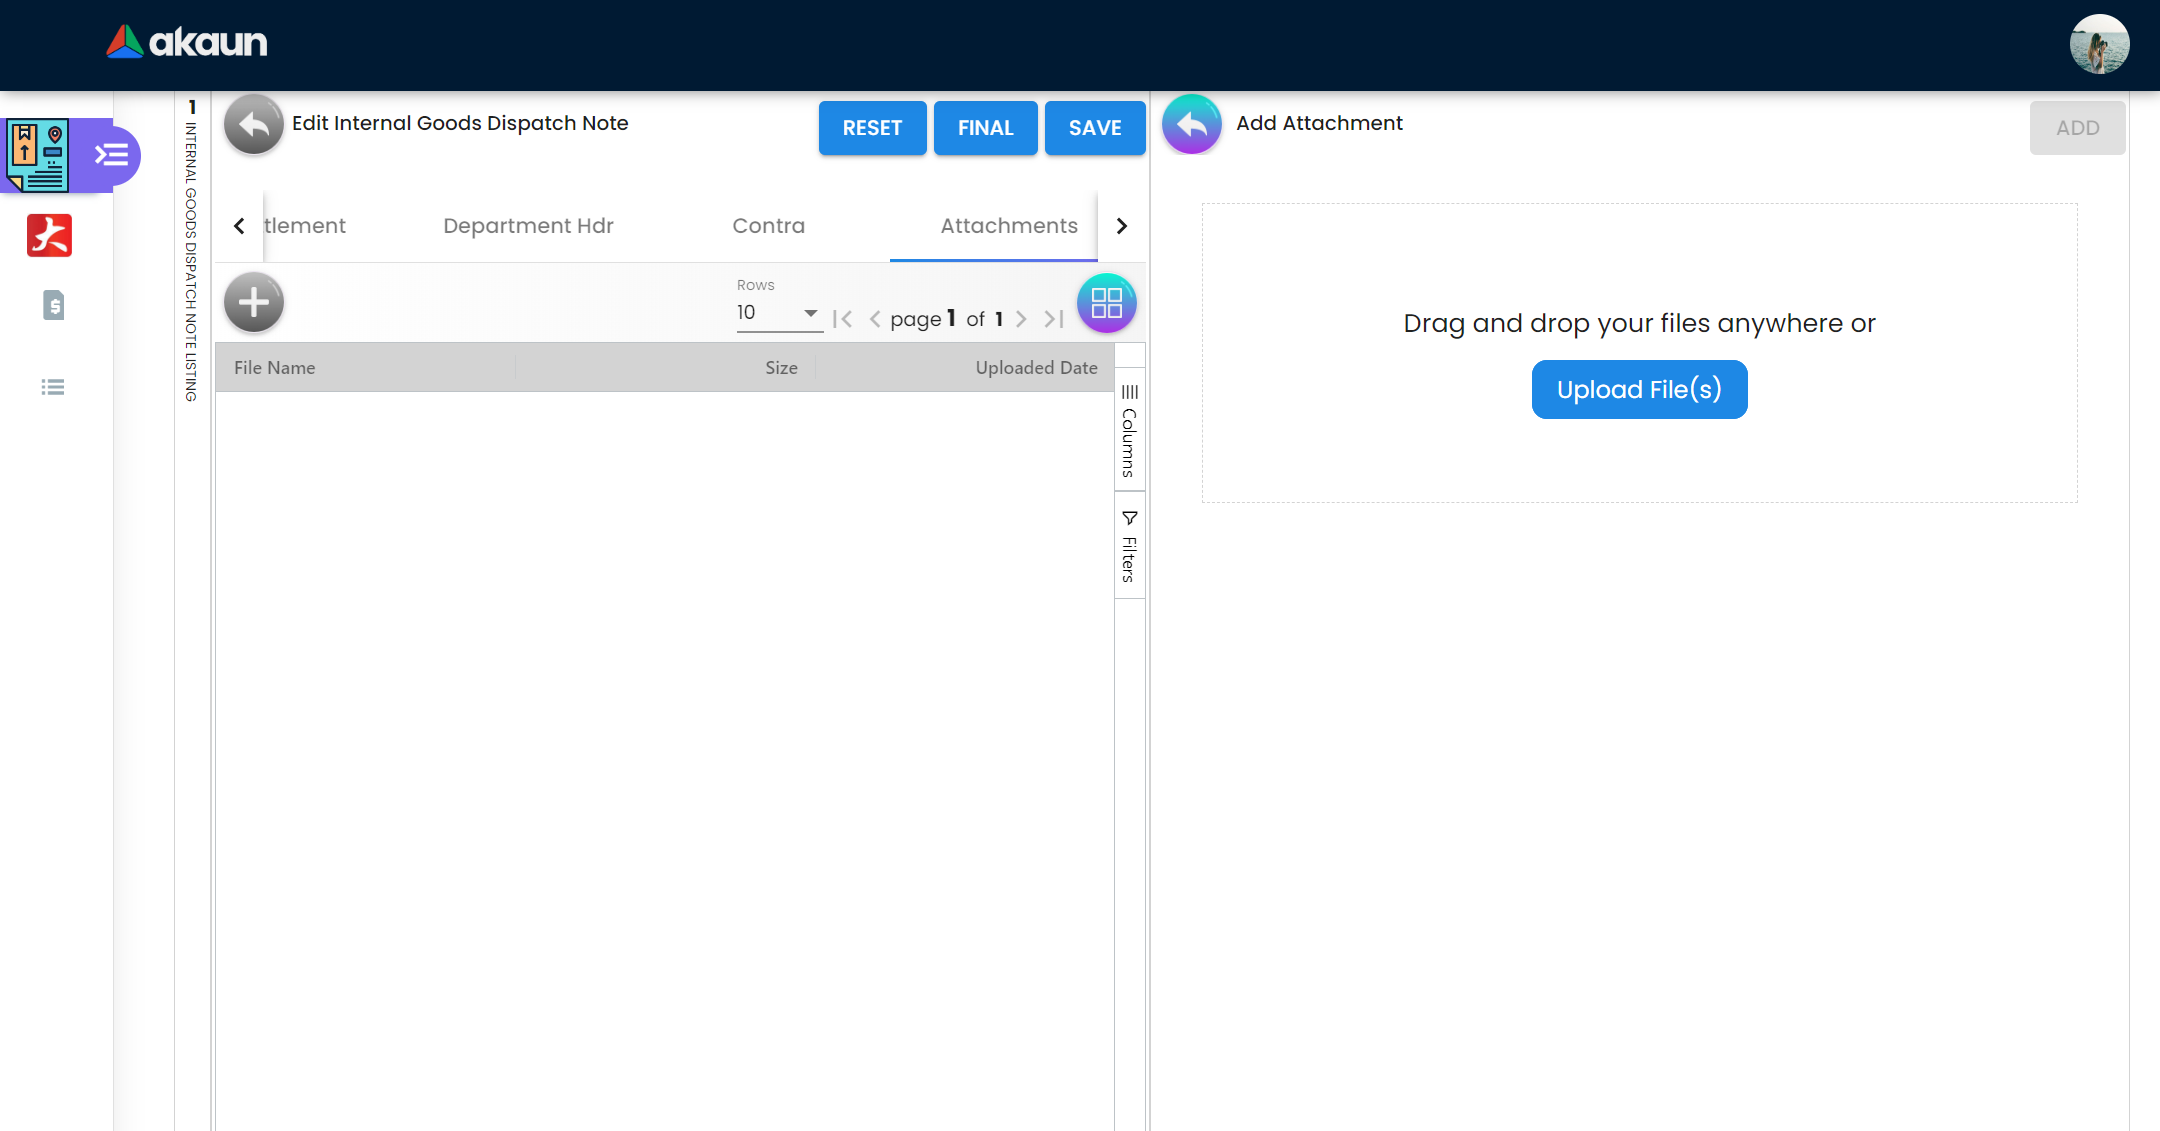 akaun
1
INTERNAL GOODS DISPATCH NOTE LISTING
Edit Internal Goods Dispatch Note
RESET
FINAL
SAVE
tlement
Department Hdr
Contra
Attachments
Rows
10
page 1 of 1
File Name
Size
Uploaded Date
Columns
Filters
Add Attachment
ADD
Drag and drop your files anywhere or
Upload File(s)